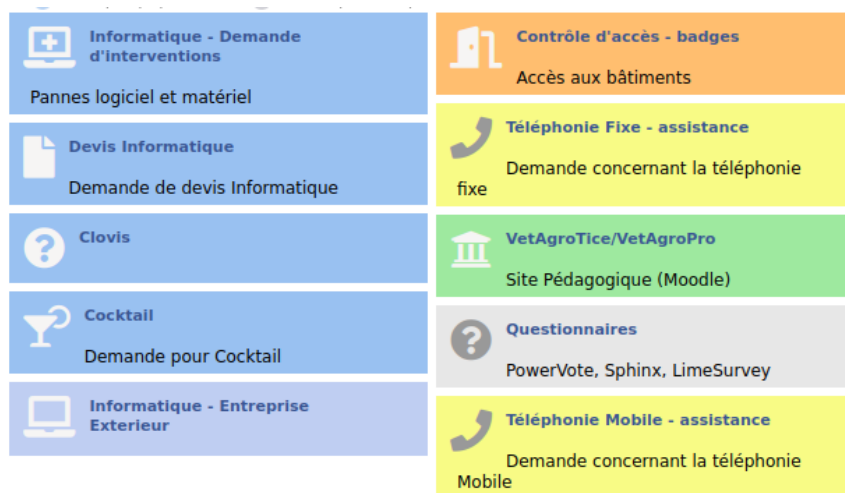 Informatique - Demande
d'interventions
Pannes logiciel et matériel
Devis Informatique
Demande de devis Informatique
Clovis
Cocktail
Demande pour Cocktail
Informatique - Entreprise
Exterieur
Contrôle d'accès - badges
Accès aux bâtiments
Téléphonie Fixe - assistance
Demande concernant la téléphonie
fixe
VetAgroTice/VetAgroPro
Site Pédagogique (Moodle)
Questionnaires
PowerVote, Sphinx, LimeSurvey
Téléphonie Mobile - assistance
Demande concernant la téléphonie
Mobile